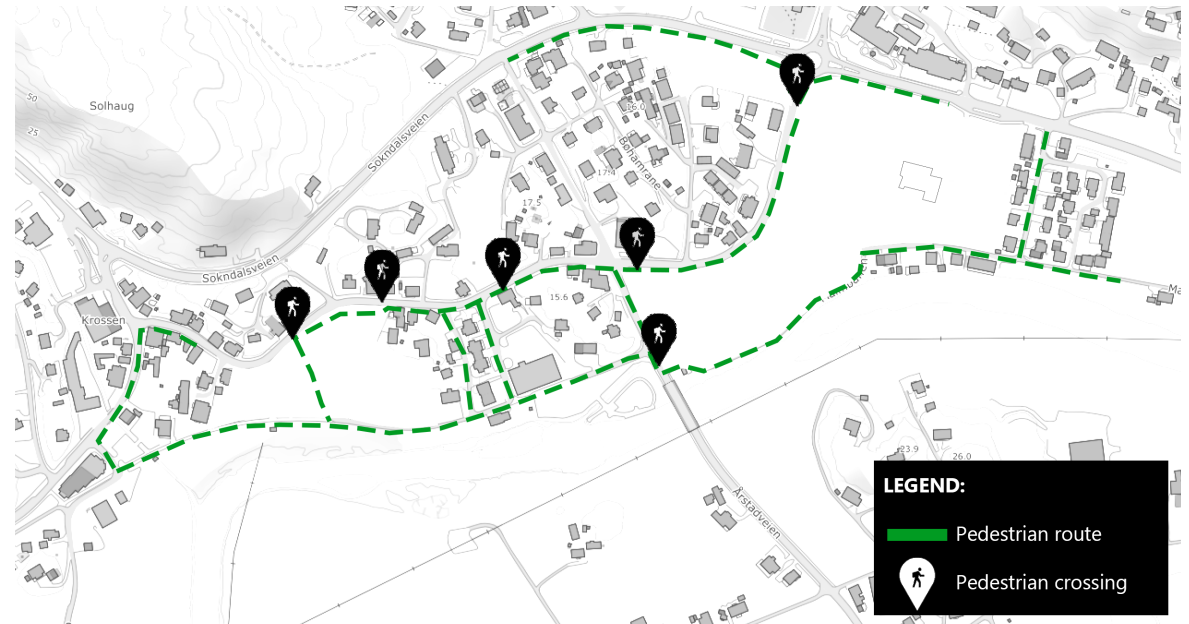 50
Solhaug
25
Sokndalsveien
16.0
Bøhamrane
17.4
17.5
Sokndalsveien
15.6
Krossen
Årstadveien
23.9
26.0
LEGEND:
Pedestrian route
Pedestrian crossing